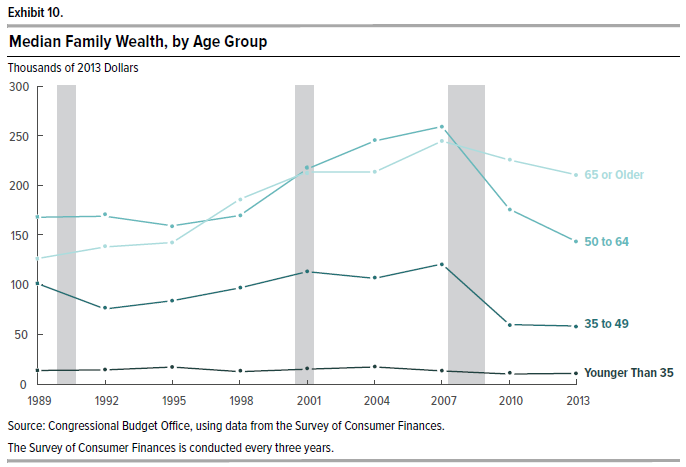 Exhibit 10.
Median Family Wealth, by Age Group
Thousands of 2013 Dollars
300
250
200
150
100
50
0
65 or Older
50 to 64
35 to 49
Younger Than 35
1989 1992 1995 1998 2001 2004 2007 2010 2013
Source: Congressional Budget Office, using data from the Survey of Consumer Finances.
The Survey of Consumer Finances is conducted every three years.